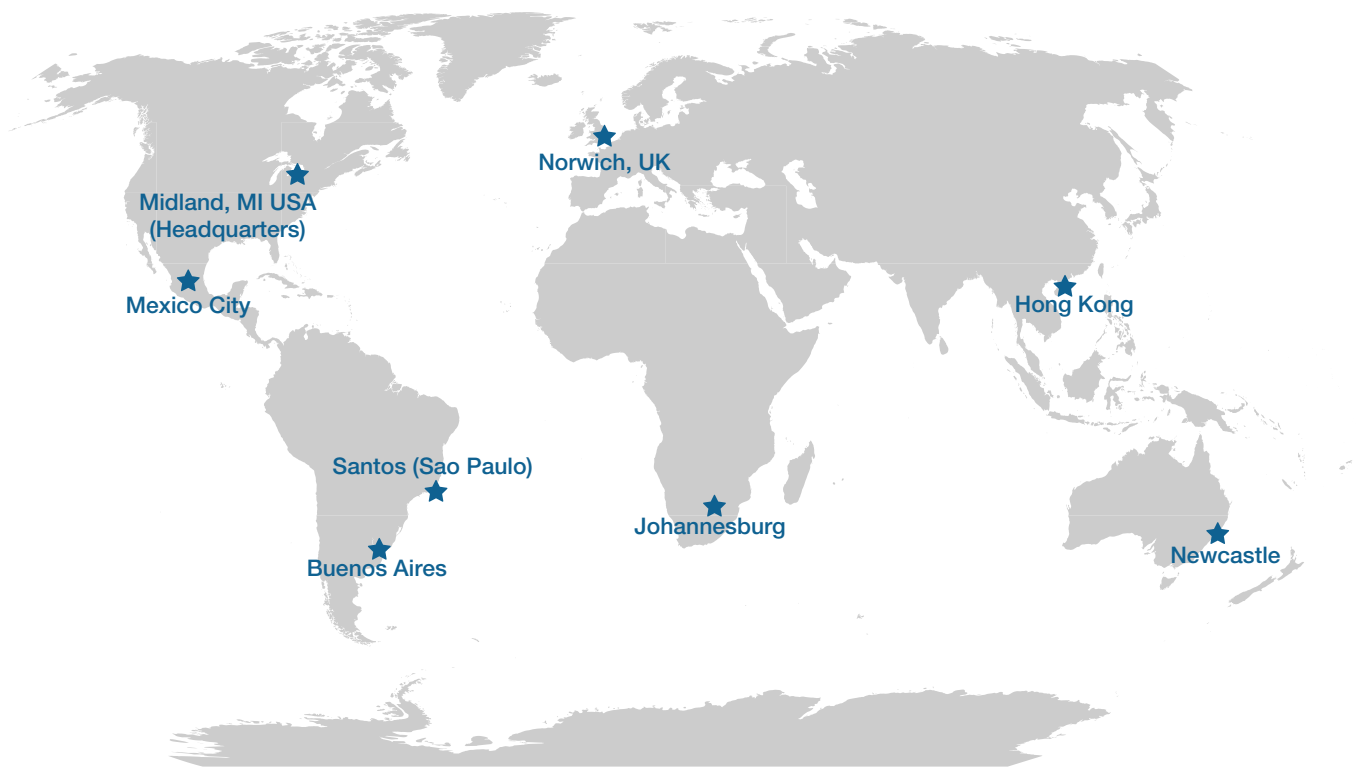 Norwich, UK
Midland, MI USA
(Headquarters)
Mexico City
Hong Kong
Santos (Sao Paulo)
Johannesburg
Newcastle
Buenos Aires